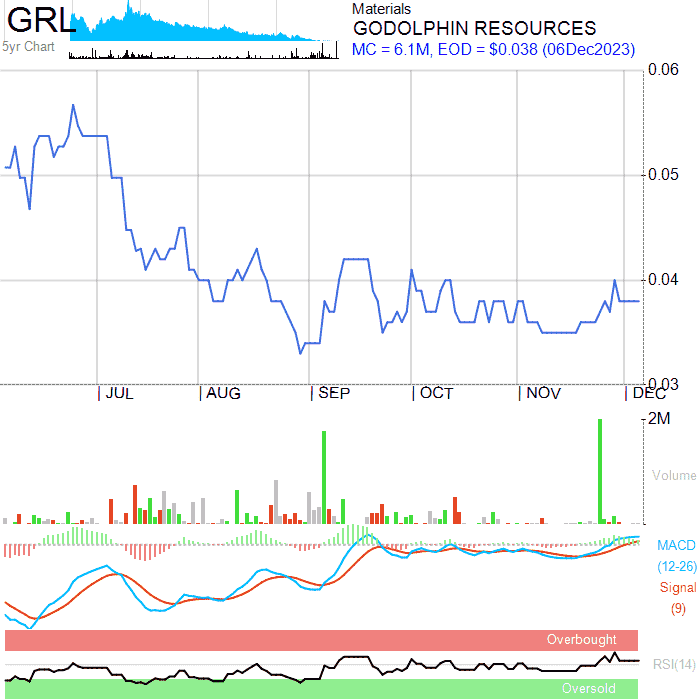 GRL
5yr Chart
Materials
GODOLPHIN RESOURCES
MC = 6.1M, EOD = $0.038 (06Dec2023)
0.06
0.05
0.04
0.03
JUL AUG SEP OCT NOV DEC
2M
Volume
MACD
(12-26)
Signal
(9)
Overbought
RSI(14)
Oversold